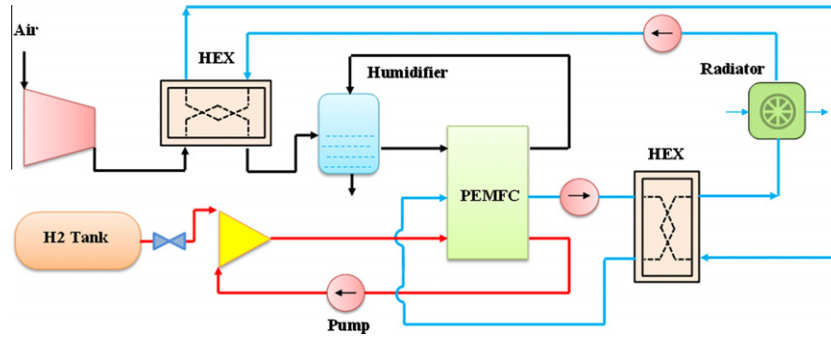 Air
HEX
Humidifier
Radiator
HEX
PEMFC
H2 Tank
Pump